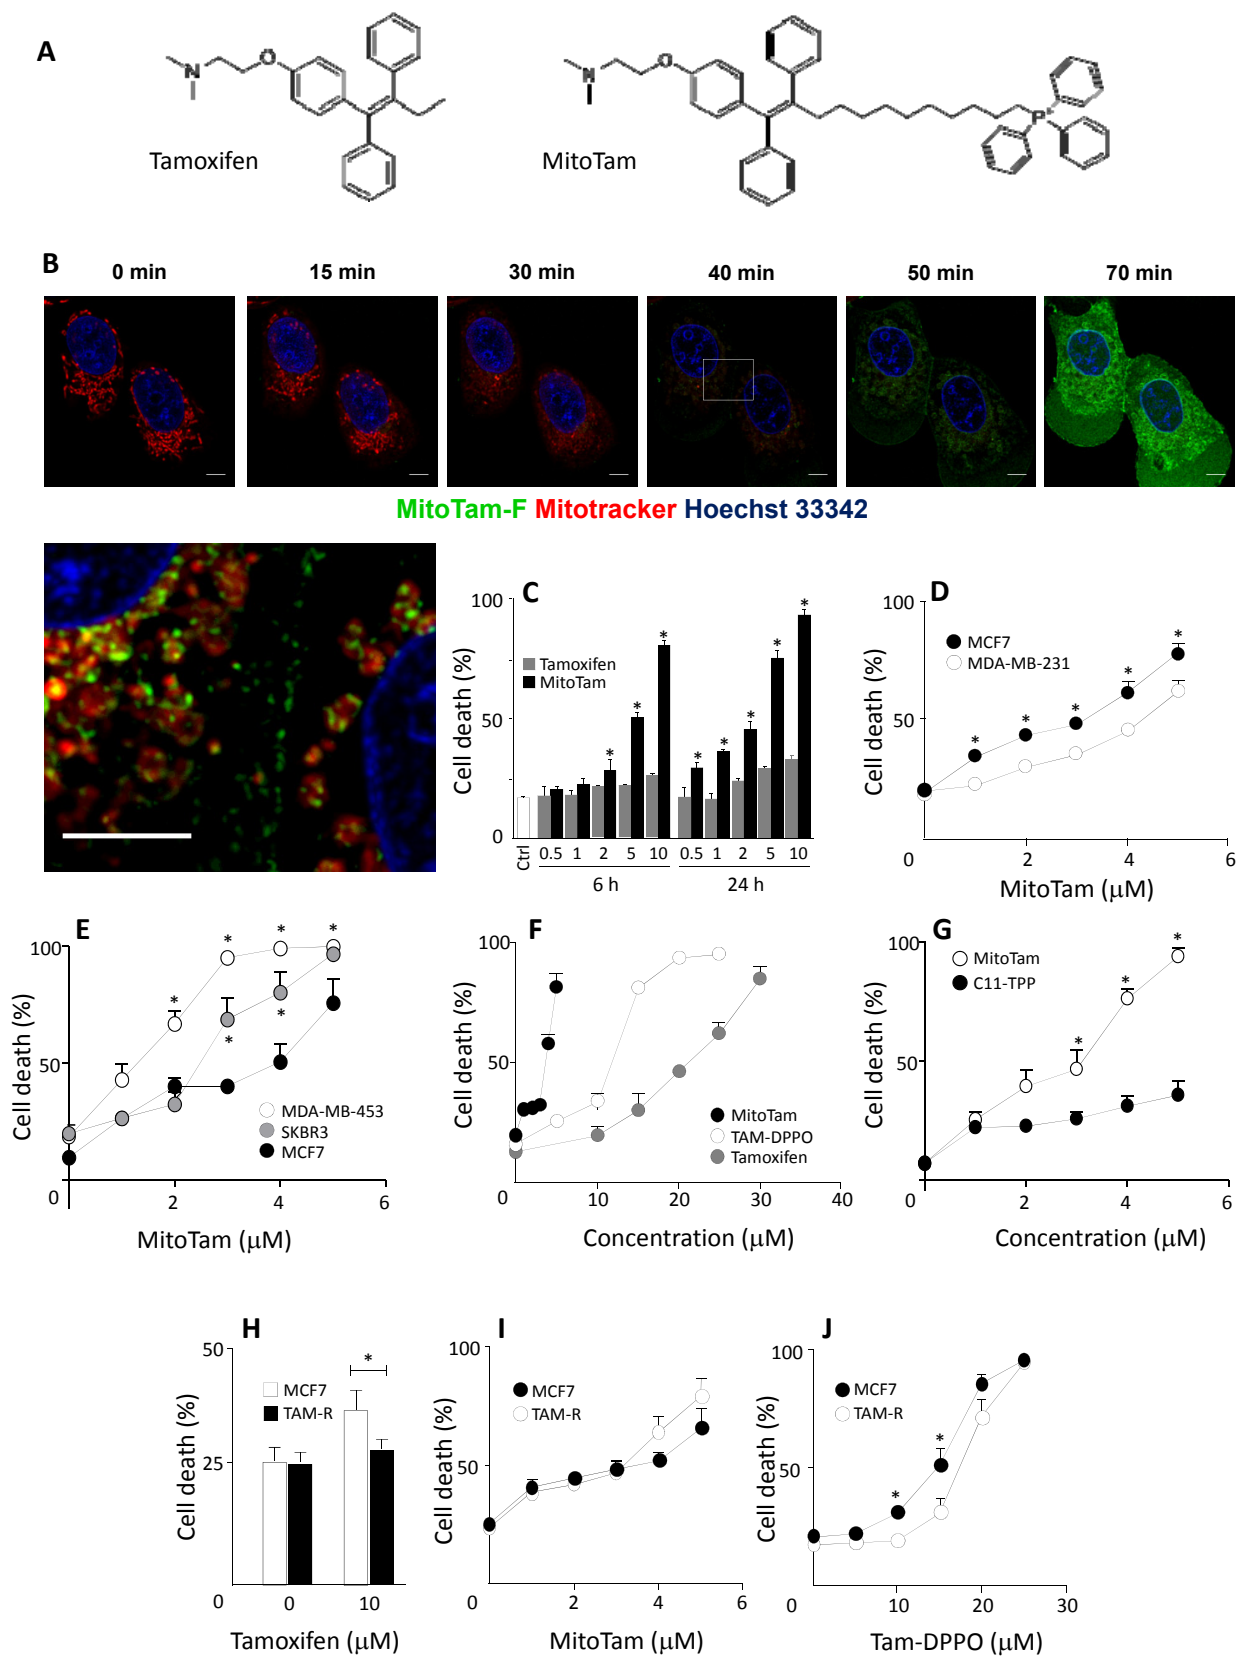 A
N
O
Tamoxifen
N
O
P+
MitoTam
B
0 min
15 min
30 min
40 min
50 min
70 min
MitoTam-F Mitotracker Hoechst 33342
C
100
50
0
Cell death (%)
Tamoxifen
MitoTam
* * * * * * * *
Ctrl
0.5 1 2 5 10
0.5 1 2 5 10
6 h
24 h
D
100
50
0
Cell death (%)
MCF7
MDA-MB-231
* * * * *
0 2 4 6
MitoTam (μM)
E
100
50
0
Cell death (%)
* * * * * *
MDA-MB-453
SKBR3
MCF7
2 4 6
MitoTam (μM)
F
100
50
0
Cell death (%)
MitoTam
TAM-DPPO
Tamoxifen
10 20 30 40
Concentration (μM)
G
100
50
0
Cell death (%)
MitoTam
C11-TPP
* * *
2 4 6
Concentration (μM)
H
50
25
0
Cell death (%)
MCF7
TAM-R
*
0 10
Tamoxifen (μM)
I
100
50
0
Cell death (%)
MCF7
TAM-R
2 4 6
MitoTam (μM)
J
100
50
0
Cell death (%)
MCF7
TAM-R
* *
10 20 30
Tam-DPPO (μM)